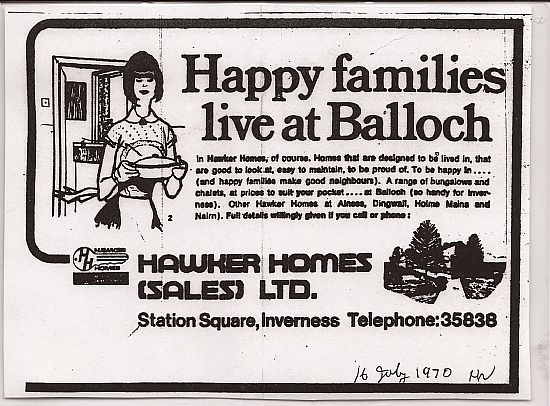 Happy families
live at Balloch
In Hawker Homes, of course. Homes that are designed to be lived in, that
are good to look at, easy to maintain, to be proud of. To be happy in ....
(and happy families make good neighbours). A range of bungalows and
chalets, at prices to suit your pocket .... at Balloch (so handy for Inver-
ness). Other Hawker Homes at Alness, Dingwall, Holme Mains and
Nairn). Full details willingly given if you call or phone :
2
HH HAWKER
HOMES
HAWKER HOMES
(SALES) LTD.
Station Square, Inverness Telephone: 35838
16 July 1970